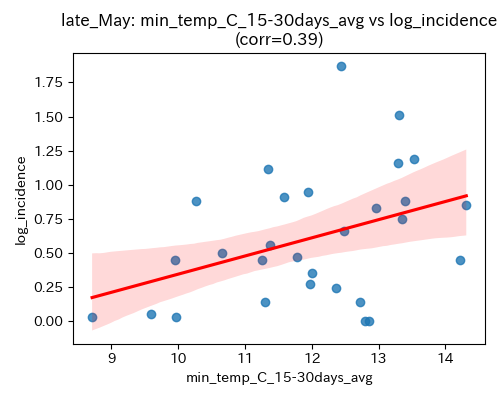 late_May: min_temp_C_15-30days_avg vs log_incidence
(corr=0.39)
1.75
1.50
1.25
1.00
0.75
0.50
0.25
0.00
log_incidence
9 10 11 12 13 14
min_temp_C_15-30days_avg